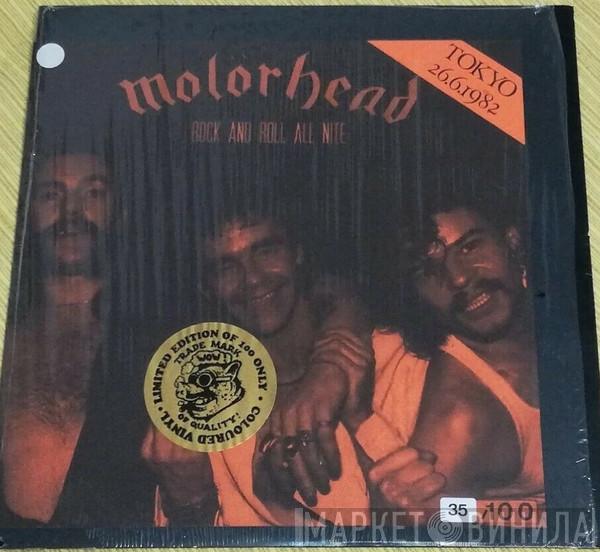 motorhead
ROCK AND ROLL ALL NITE
TOKYO
26.6.1982
LIMITED EDITION OF 100 ONLY • COLOURED VINYL •
TRADE MARK
WOW
OF QUALITY!
35 /100
МАРКЕТ ВИНИЛА